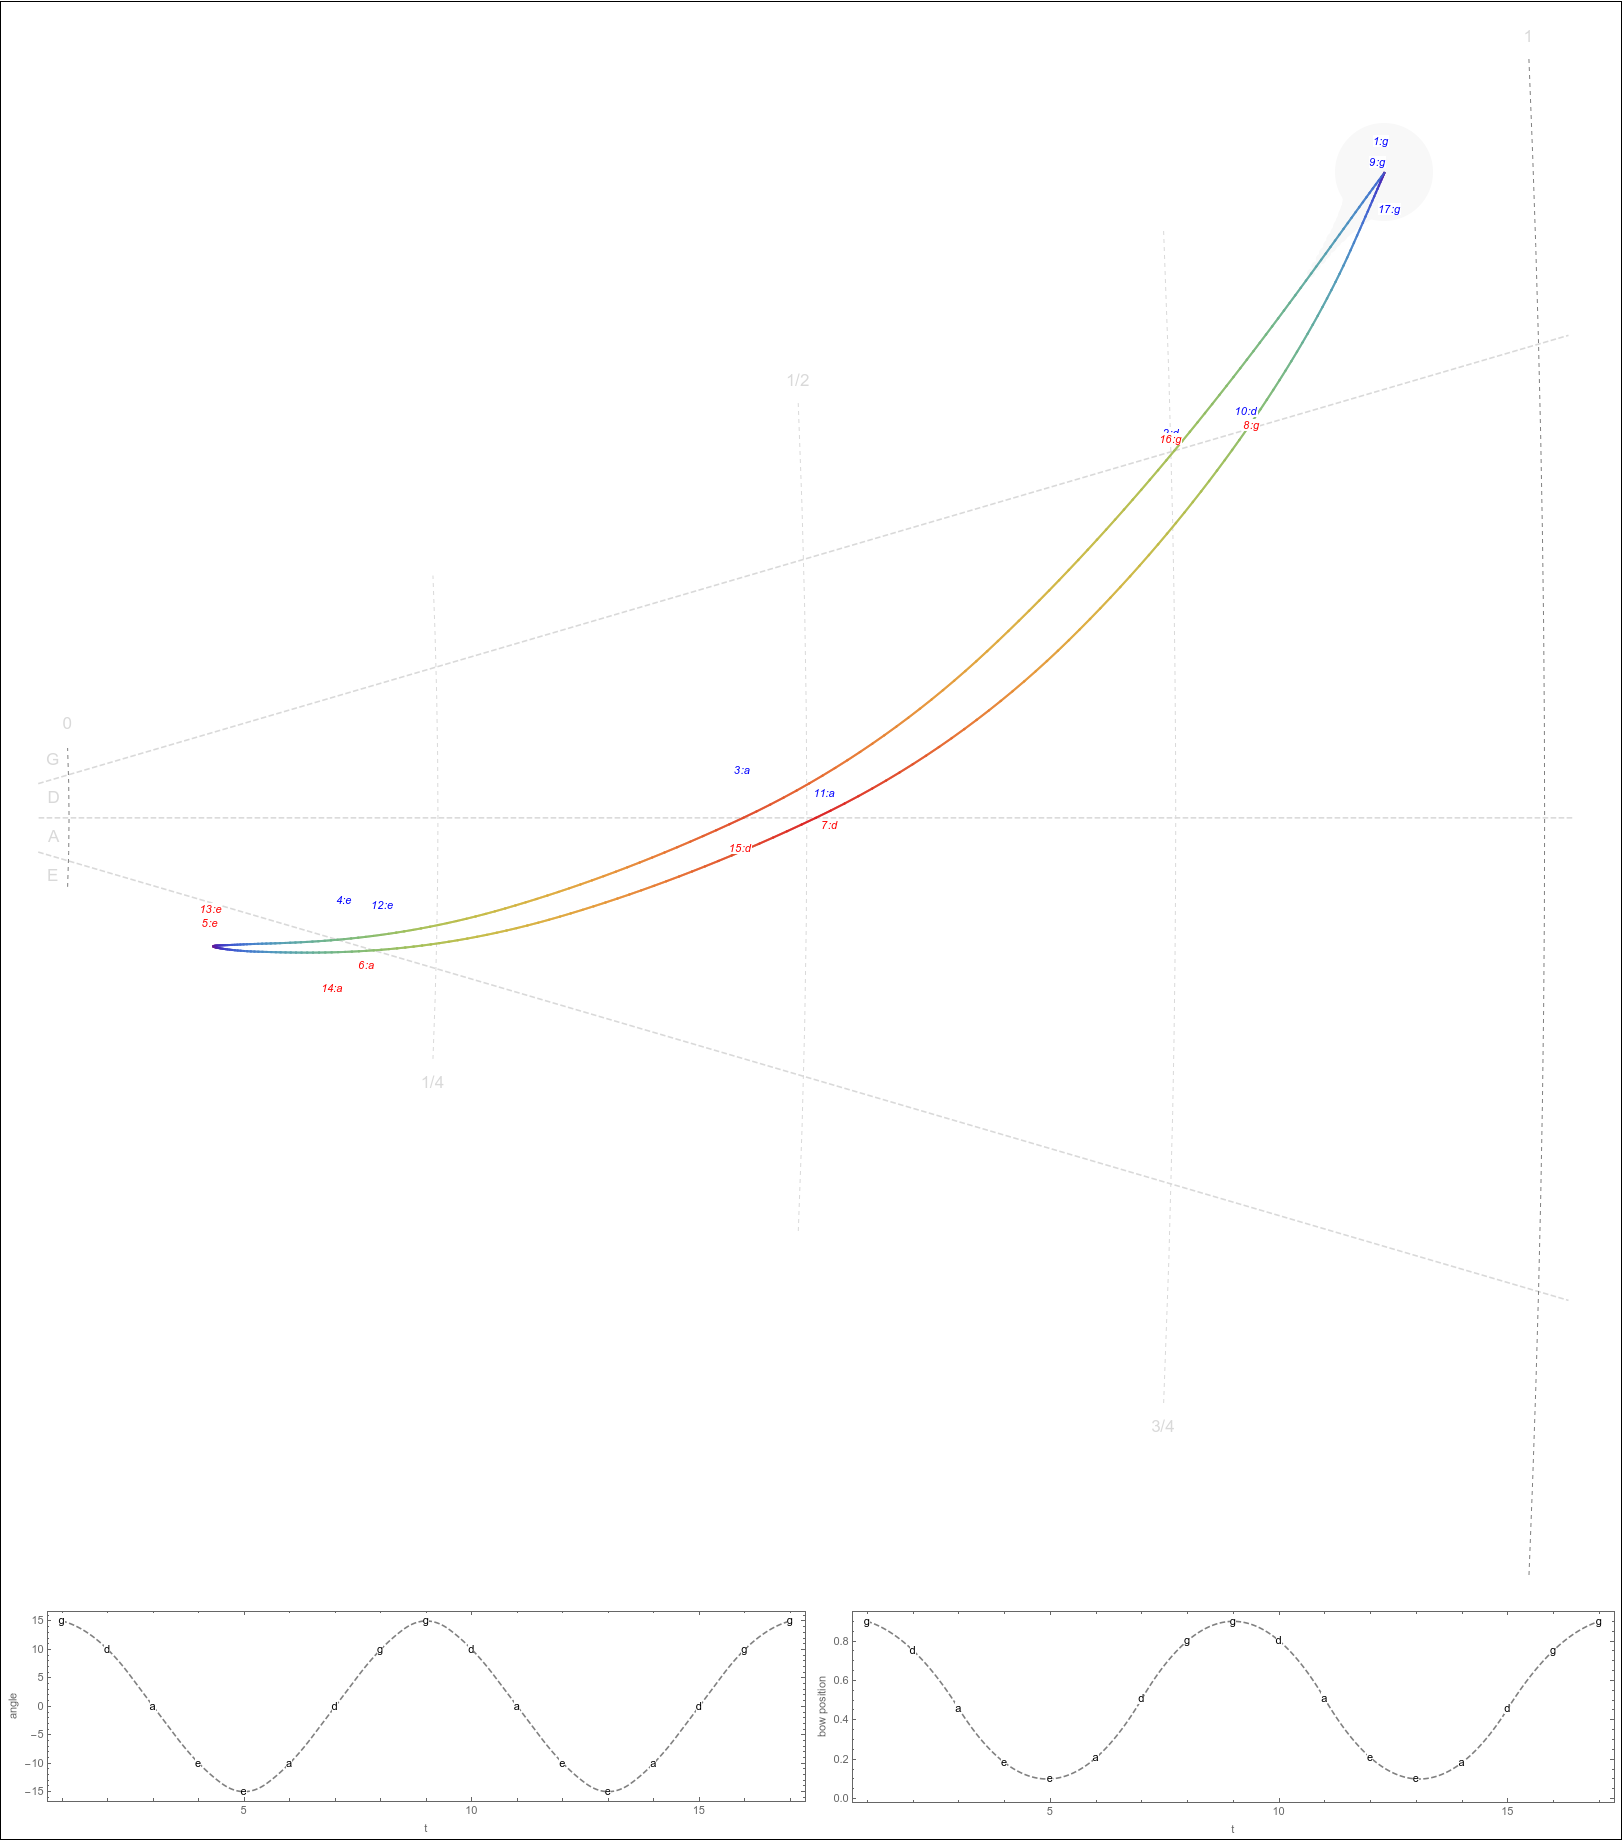 1
1:g
9:g
17:g
1/2
10:d
8:g
2:d
16:g
0
G
D
A
E
3:a
11:a
7:d
15:d
4:e
12:e
13:e
5:e
6:a
14:a
1/4
3/4
15
10
5
0
−5
−10
−15
angle
g d a e e a d g g d a e e a d g g
5 10 15
t
0.8
0.6
0.4
0.2
0.0
bow position
g d a e e a d g g d a e e a d g g
5 10 15
t